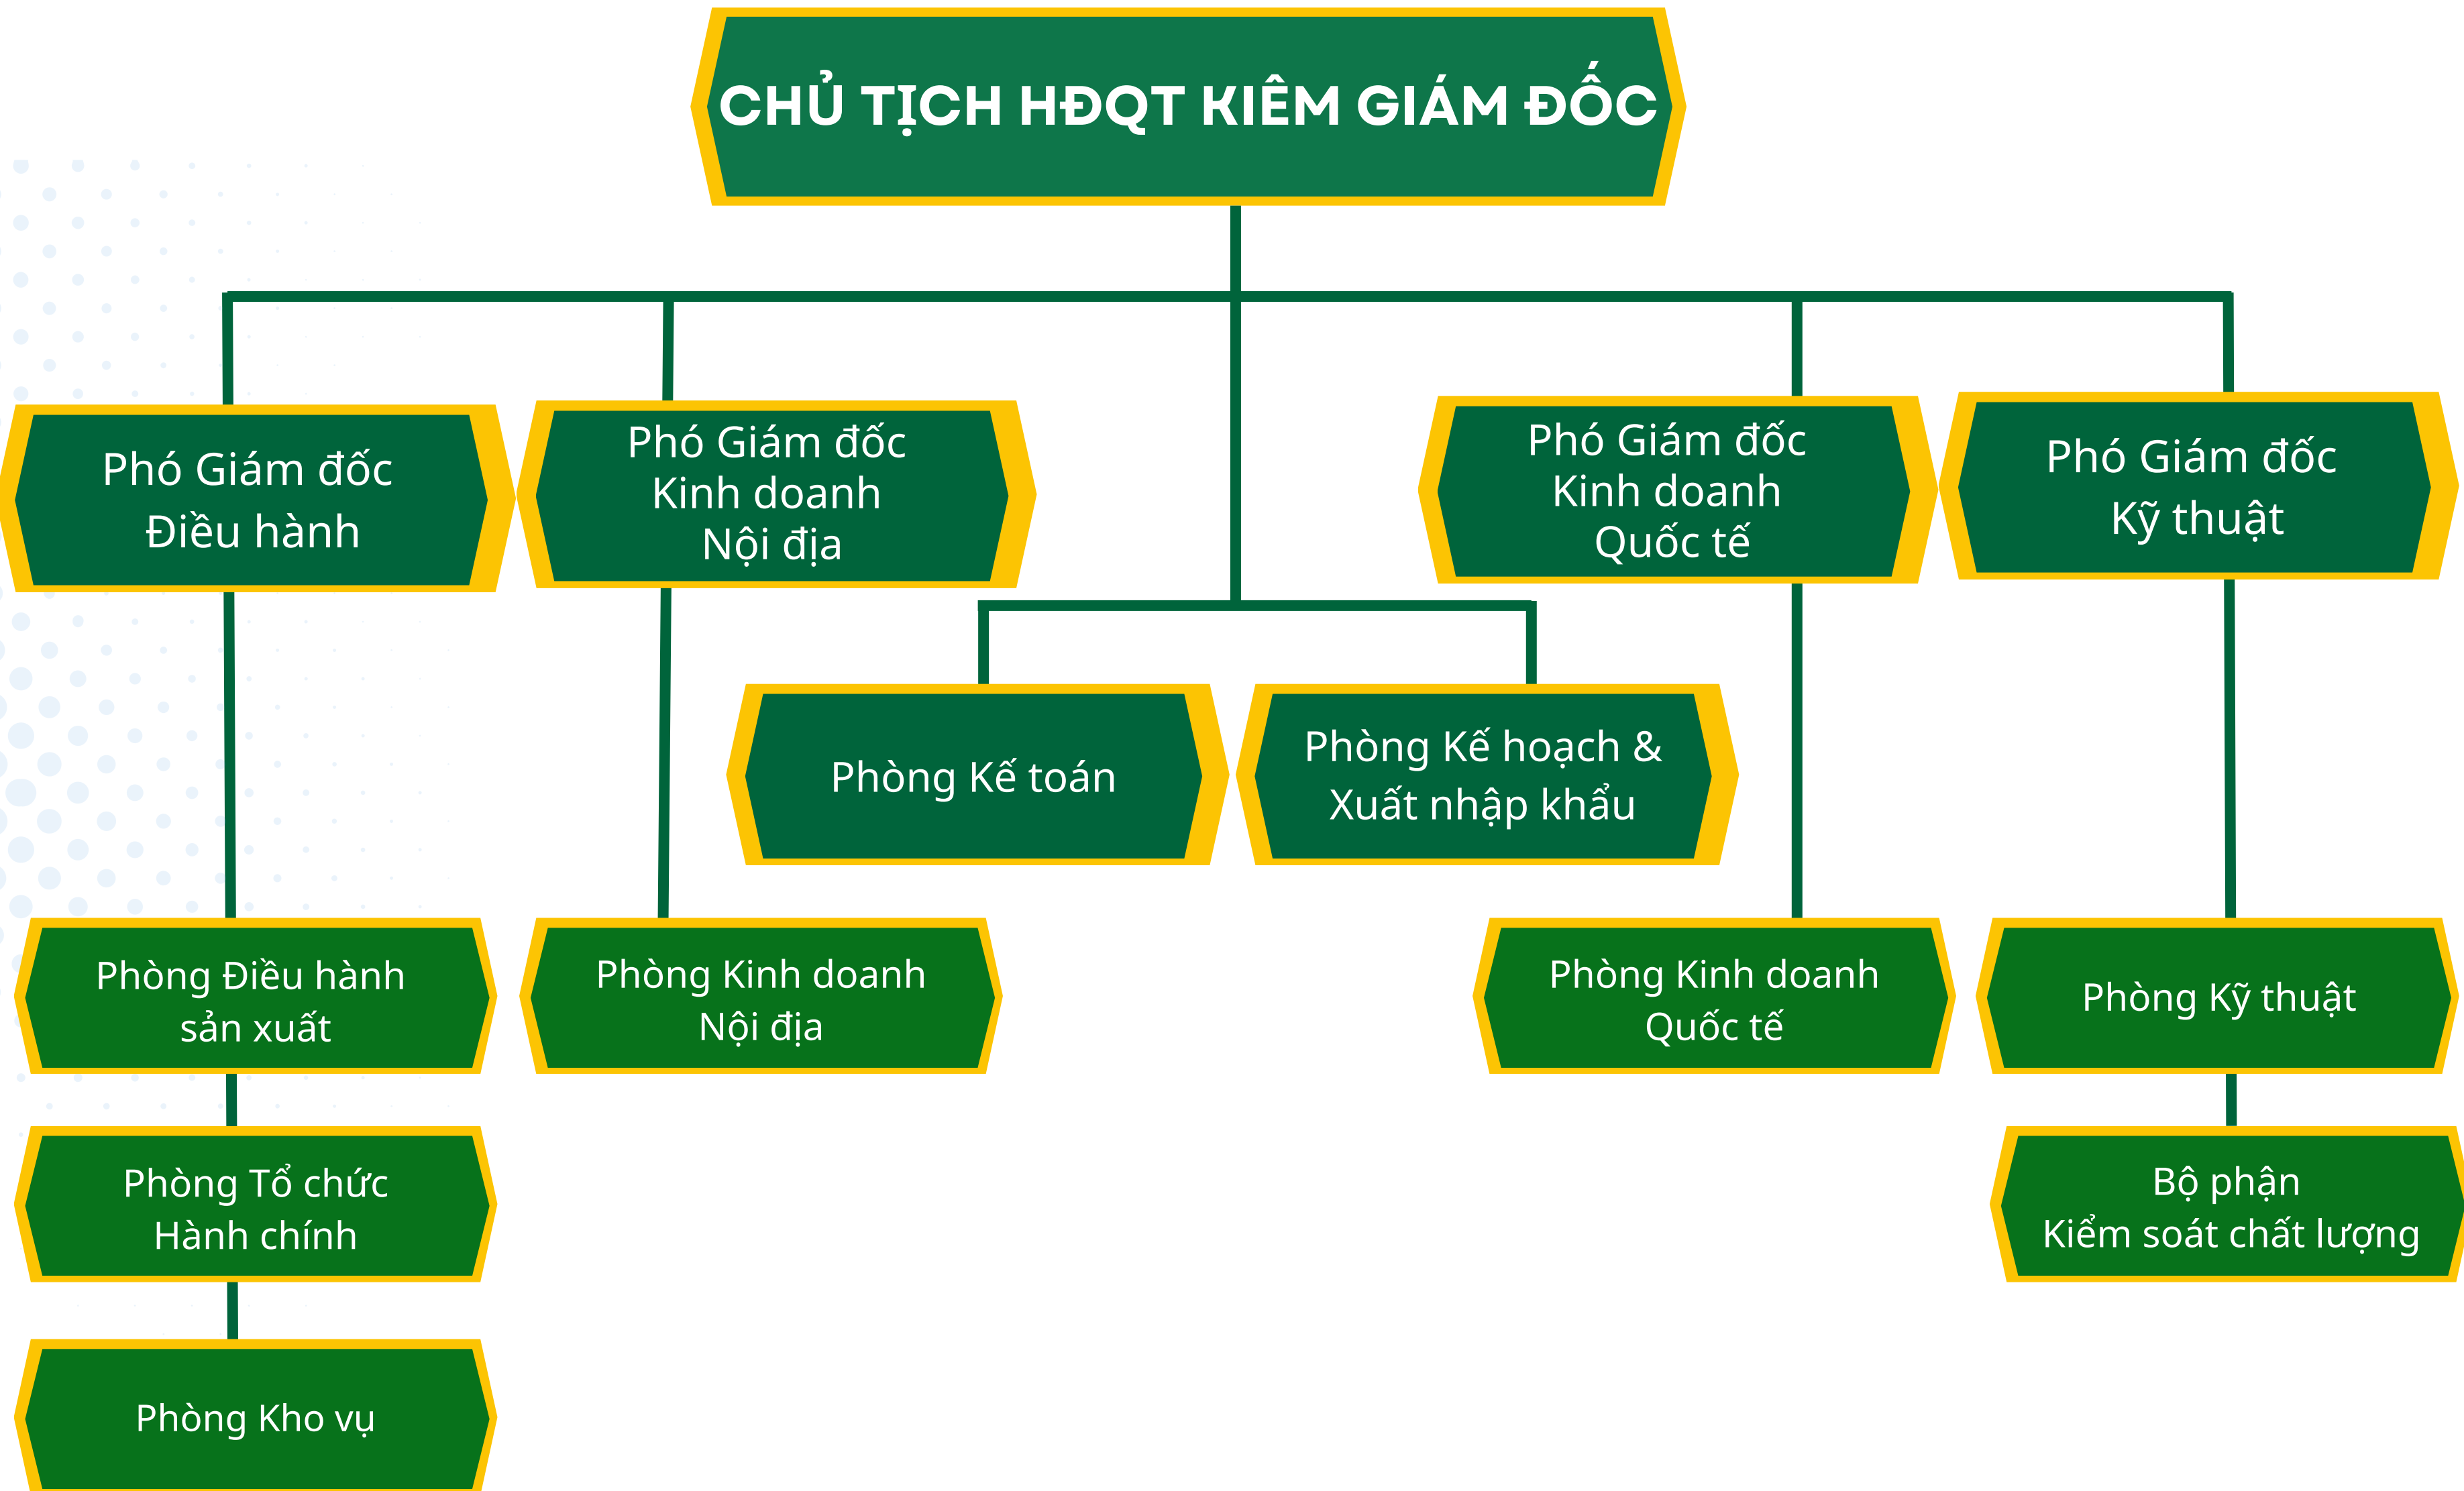 CHỦ TỊCH HĐQT KIÊM GIÁM ĐỐC
Phó Giám đốc
Điều hành
Phó Giám đốc
Kinh doanh
Nội địa
Phó Giám đốc
Kinh doanh
Quốc tế
Phó Giám đốc
Kỹ thuật
Phòng Kế toán
Phòng Kế hoạch &
Xuất nhập khẩu
Phòng Điều hành
sản xuất
Phòng Kinh doanh
Nội địa
Phòng Kinh doanh
Quốc tế
Phòng Kỹ thuật
Phòng Tổ chức
Hành chính
Bộ phận
Kiểm soát chất lượng
Phòng Kho vụ